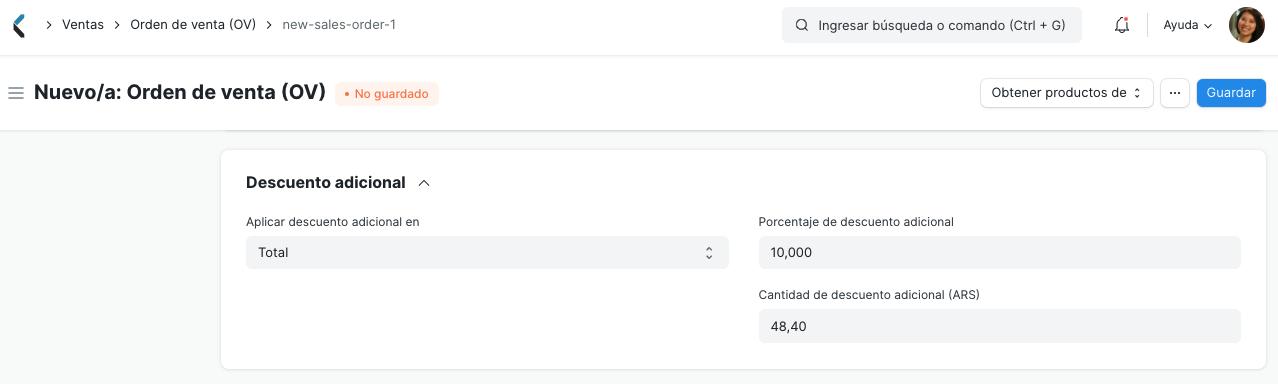 Ventas
Orden de venta (OV)
new-sales-order-1
Ingresar búsqueda o comando (Ctrl + G)
Ayuda
Nuevo/a: Orden de venta (OV)
No guardado
Obtener productos de
Guardar
Descuento adicional
Aplicar descuento adicional en
Total
Porcentaje de descuento adicional
10,000
Cantidad de descuento adicional (ARS)
48,40